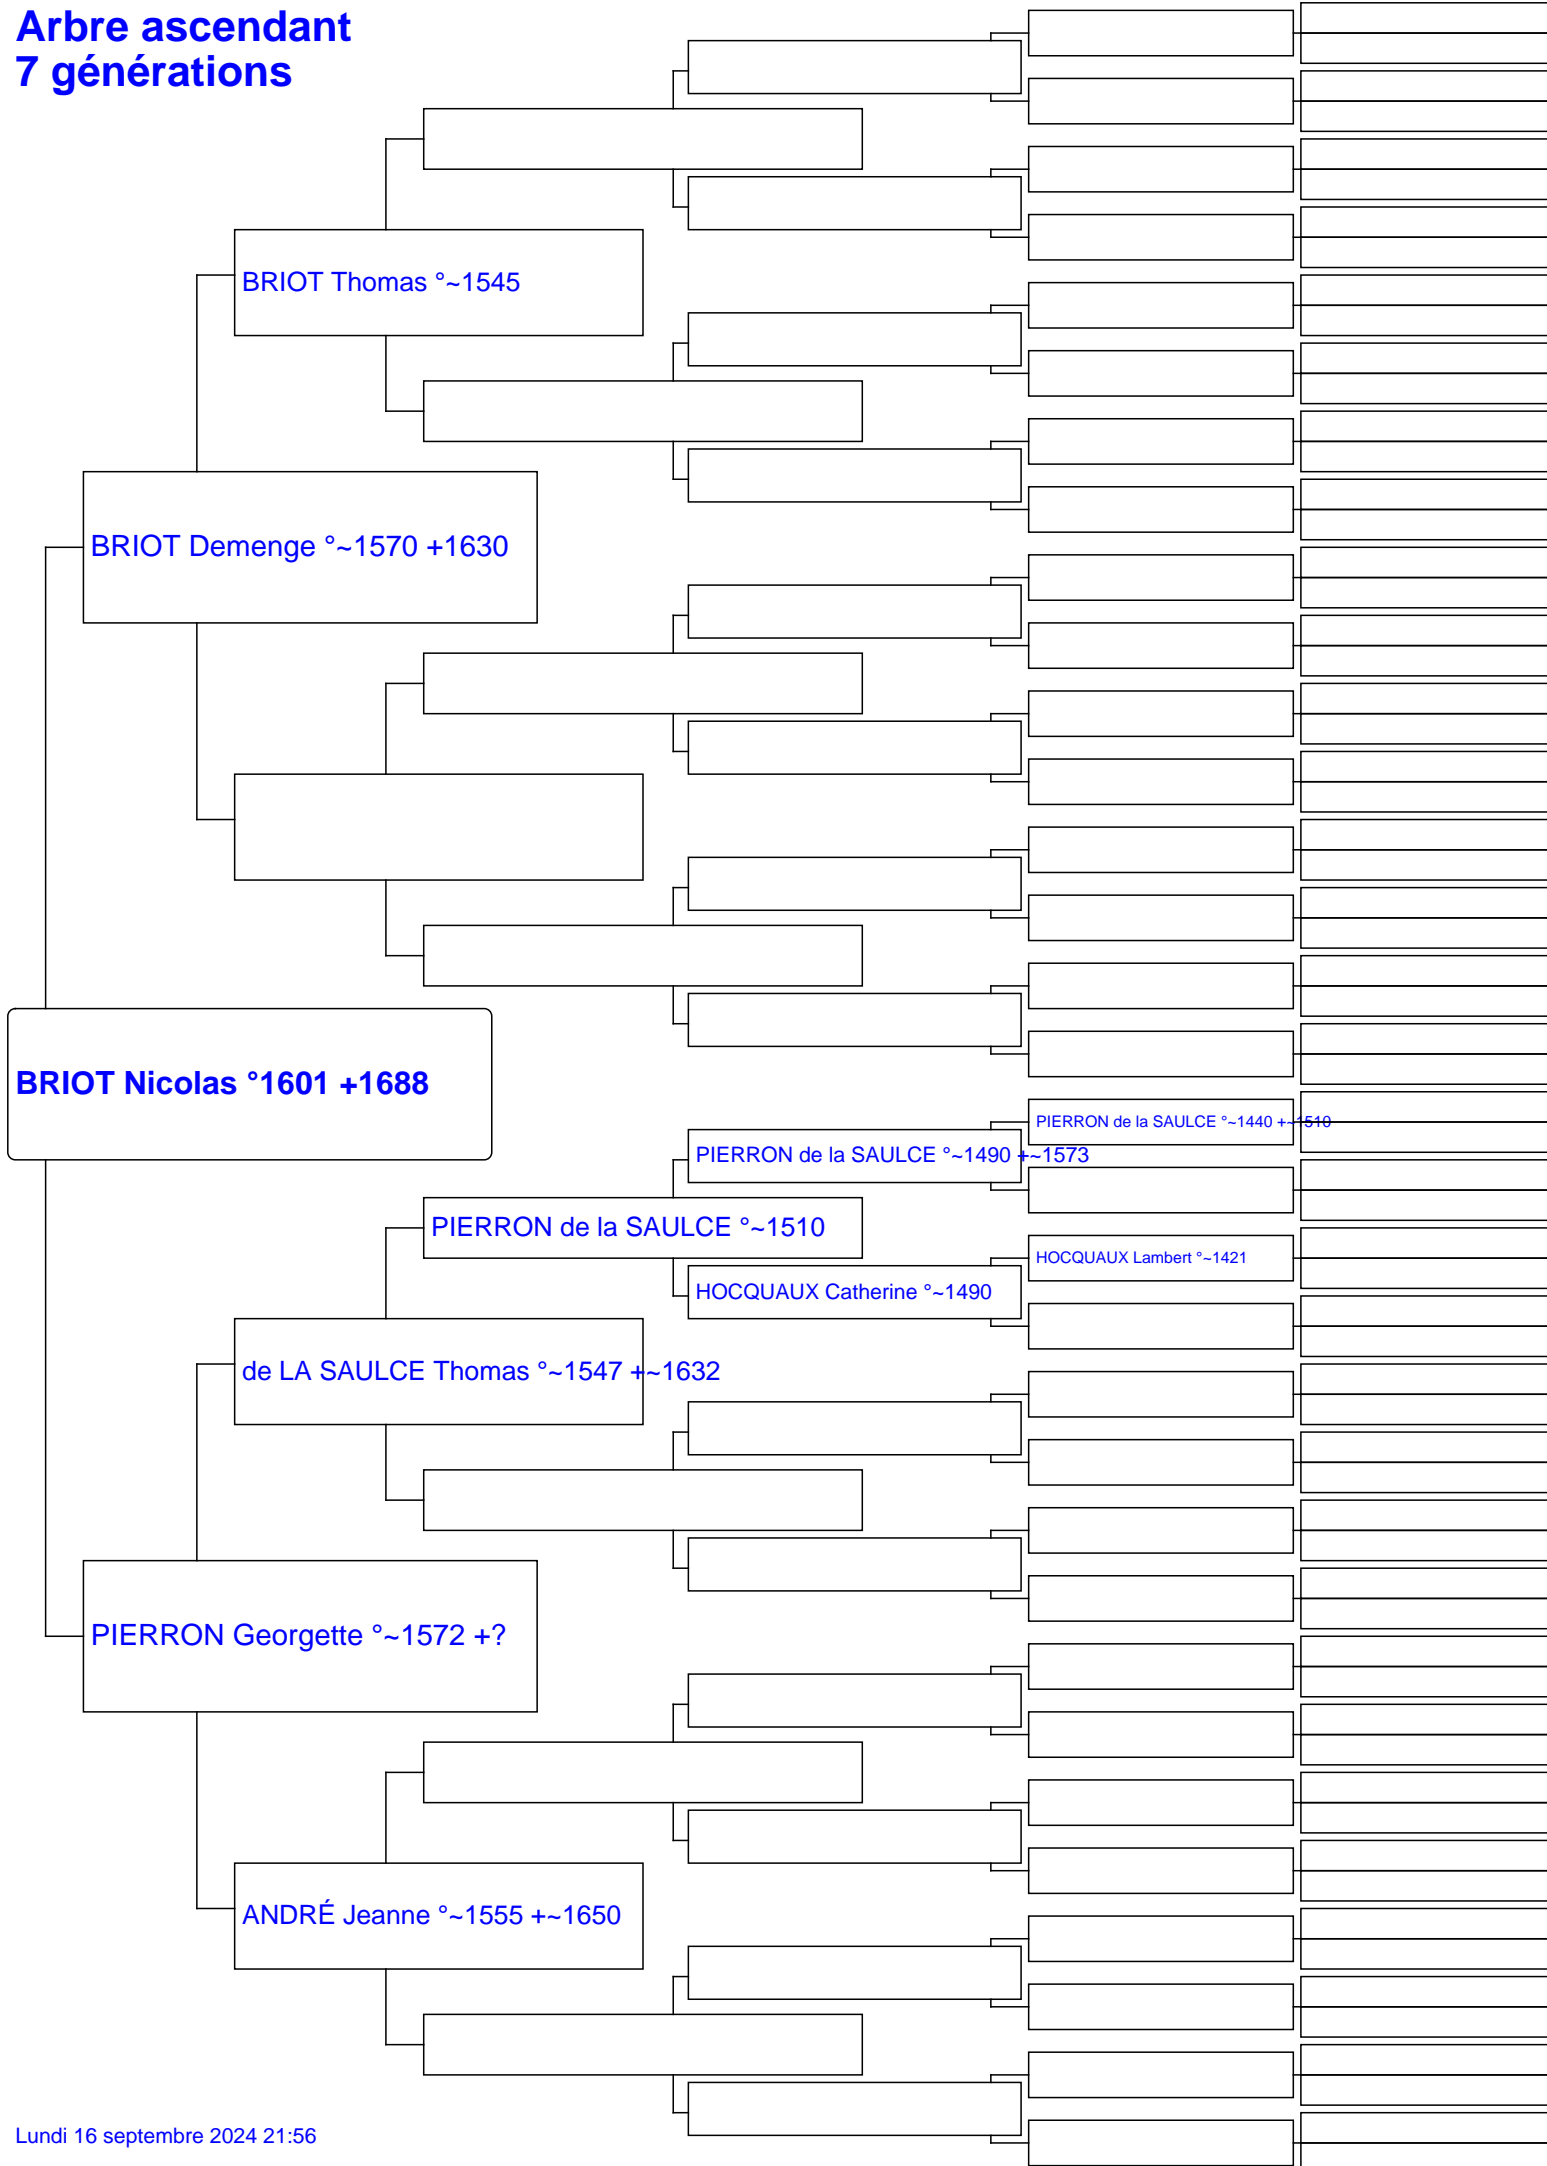 Arbre ascendant
7 générations
BRIOT Thomas °~1545
BRIOT Demenge °~1570 +1630
BRIOT Nicolas °1601 +1688
PIERRON de la SAULCE °~1440 +~1510
PIERRON de la SAULCE °~1490 +~1573
PIERRON de la SAULCE °~1510
HOCQUAUX Lambert °~1421
HOCQUAUX Catherine °~1490
de LA SAULCE Thomas °~1547 +~1632
PIERRON Georgette °~1572 +?
ANDRÉ Jeanne °~1555 +~1650
Lundi 16 septembre 2024 21:56